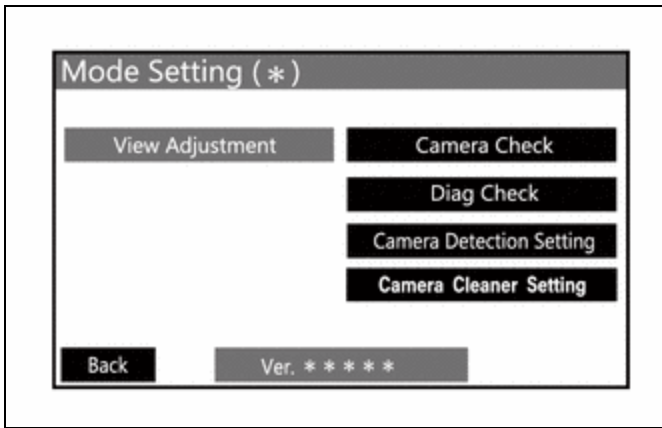 Mode Setting (＊)
View Adjustment
Camera Check
Diag Check
Camera Detection Setting
Camera Cleaner Setting
Back
Ver. ＊＊＊＊＊